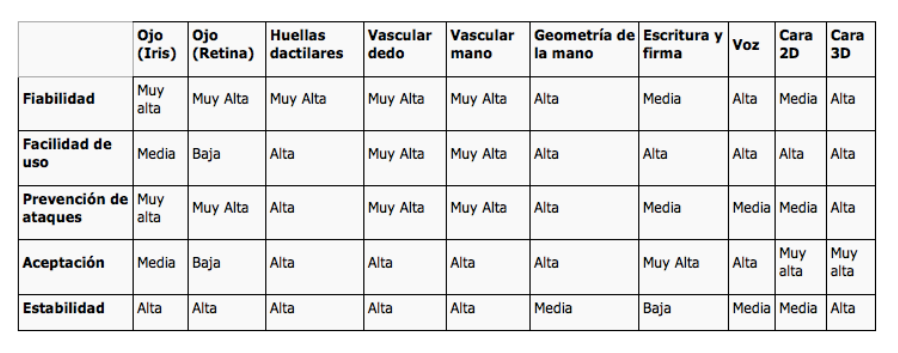 Ojo (Iris) Ojo (Retina) Huellas dactilares Vascular dedo Vascular mano Geometría de la mano Escritura y firma Voz Cara 2D Cara 3D
Fiabilidad Muy alta Muy Alta Muy Alta Muy Alta Muy Alta Alta Media Alta Media Alta
Facilidad de uso Media Baja Alta Muy Alta Muy Alta Alta Alta Alta Alta Alta
Prevención de ataques Muy alta Muy Alta Alta Muy Alta Muy Alta Alta Media Media Media Alta
Aceptación Media Baja Alta Alta Alta Alta Muy Alta Alta Muy alta Muy alta
Estabilidad Alta Alta Alta Alta Alta Media Baja Media Media Alta